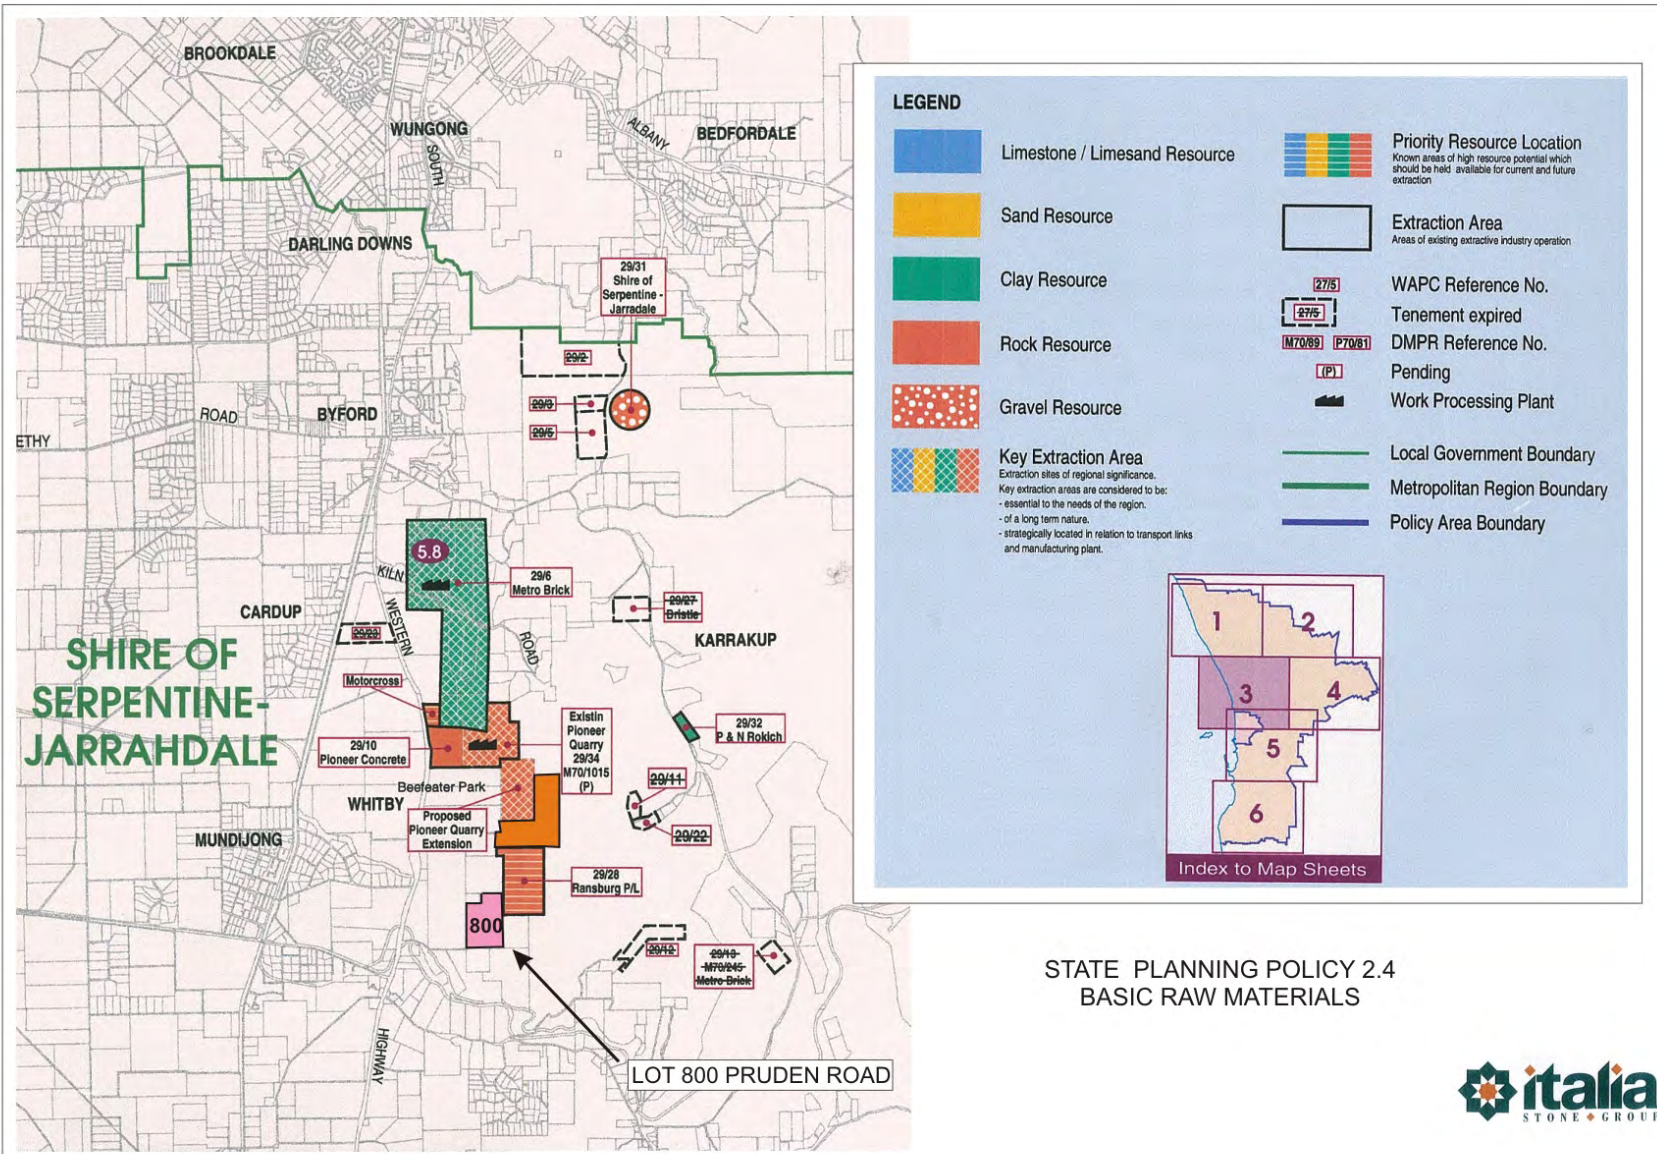 BROOKDALE
WUNGONG
SOUTH
ALBANY
BEDFORDALE
DARLING DOWNS
29/31
Shire of
Serpentine -
Jarradale
29/2
29/3
29/5
ROAD
BYFORD
ETHY
5.8
KILN
29/6
Metro Brick
CARDUP
WESTERN
29/23
ROAD
29/27
Bristle
KARRAKUP
SHIRE OF
SERPENTINE-
JARRAHDALE
Motorcross
29/10
Pioneer Concrete
Existin
Pioneer
Quarry
29/34
M70/1015
(P)
29/32
P & N Rokich
29/11
29/22
Beefeater Park
WHITBY
Proposed
Pioneer Quarry
Extension
MUNDIJONG
29/28
Ransburg P/L
800
29/12
29/13
M70/245
Metro Brick
HIGHWAY
LOT 800 PRUDEN ROAD
LEGEND
Limestone / Limesand Resource
Sand Resource
Clay Resource
Rock Resource
Gravel Resource
Key Extraction Area
Extraction sites of regional significance.
Key extraction areas are considered to be:
- essential to the needs of the region.
- of a long term nature.
- strategically located in relation to transport links
and manufacturing plant.
Priority Resource Location
Known areas of high resource potential which
should be held available for current and future
extraction
Extraction Area
Areas of existing extractive industry operation
27/5 WAPC Reference No.
27/5 Tenement expired
M70/89 P70/81 DMPR Reference No.
(P) Pending
Work Processing Plant
Local Government Boundary
Metropolitan Region Boundary
Policy Area Boundary
1
2
3
4
5
6
Index to Map Sheets
STATE PLANNING POLICY 2.4
BASIC RAW MATERIALS
italia
STONE GROUP